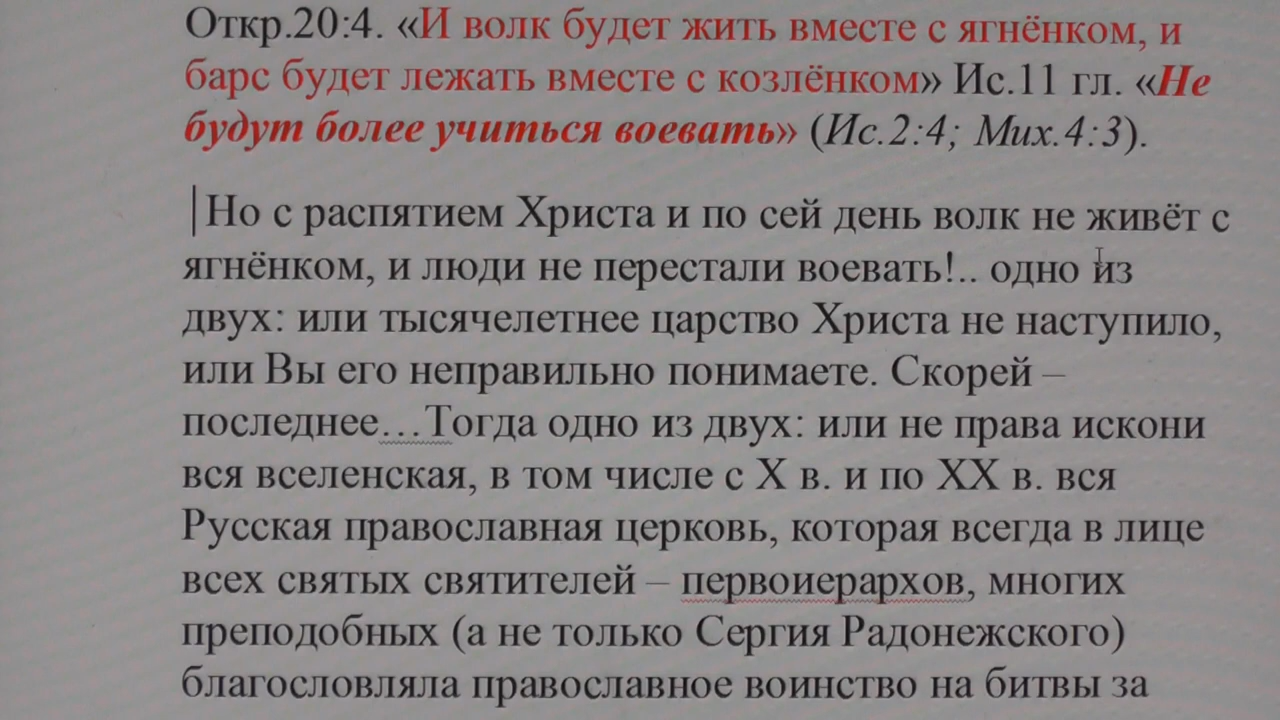 Откр.20:4. «И волк будет жить вместе с ягнёнком, и
барс будет лежать вместе с козлёнком» Ис.11 гл. «Не
будут более учиться воевать» (Ис.2:4; Мих.4:3).
Но с распятием Христа и по сей день волк не живёт с
ягнёнком, и люди не перестали воевать!.. одно из
двух: или тысячелетнее царство Христа не наступило,
или Вы его неправильно понимаете. Скорей –
последнее…Тогда одно из двух: или не права искони
вся вселенская, в том числе с X в. и по XX в. вся
Русская православная церковь, которая всегда в лице
всех святых святителей – первоиерархов, многих
преподобных (а не только Сергия Радонежского)
благословляла православное воинство на битвы за